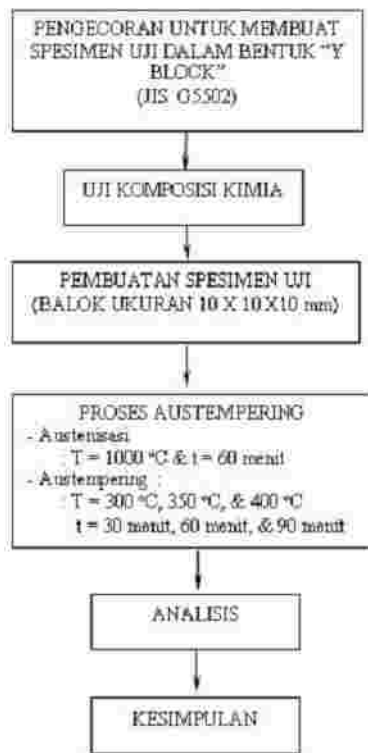 PENGECORAN UNTUK MEMBUAT
SPESIMEN UJI DALAM BENTUK “Y
BLOCK”
(JIS G5502)
UJI KOMPOSISI KIMIA
PEMBUATAN SPESIMEN UJI
(BALOK UKURAN 10 X 10 X10 mm)
PROSES AUSTEMPERING
- Austenisasi
: T = 1000 °C & t = 60 menit
- Austempering :
: T = 300 °C, 350 °C, & 400 °C
t = 30 menit, 60 menit, & 90 menit
ANALISIS
KESIMPULAN